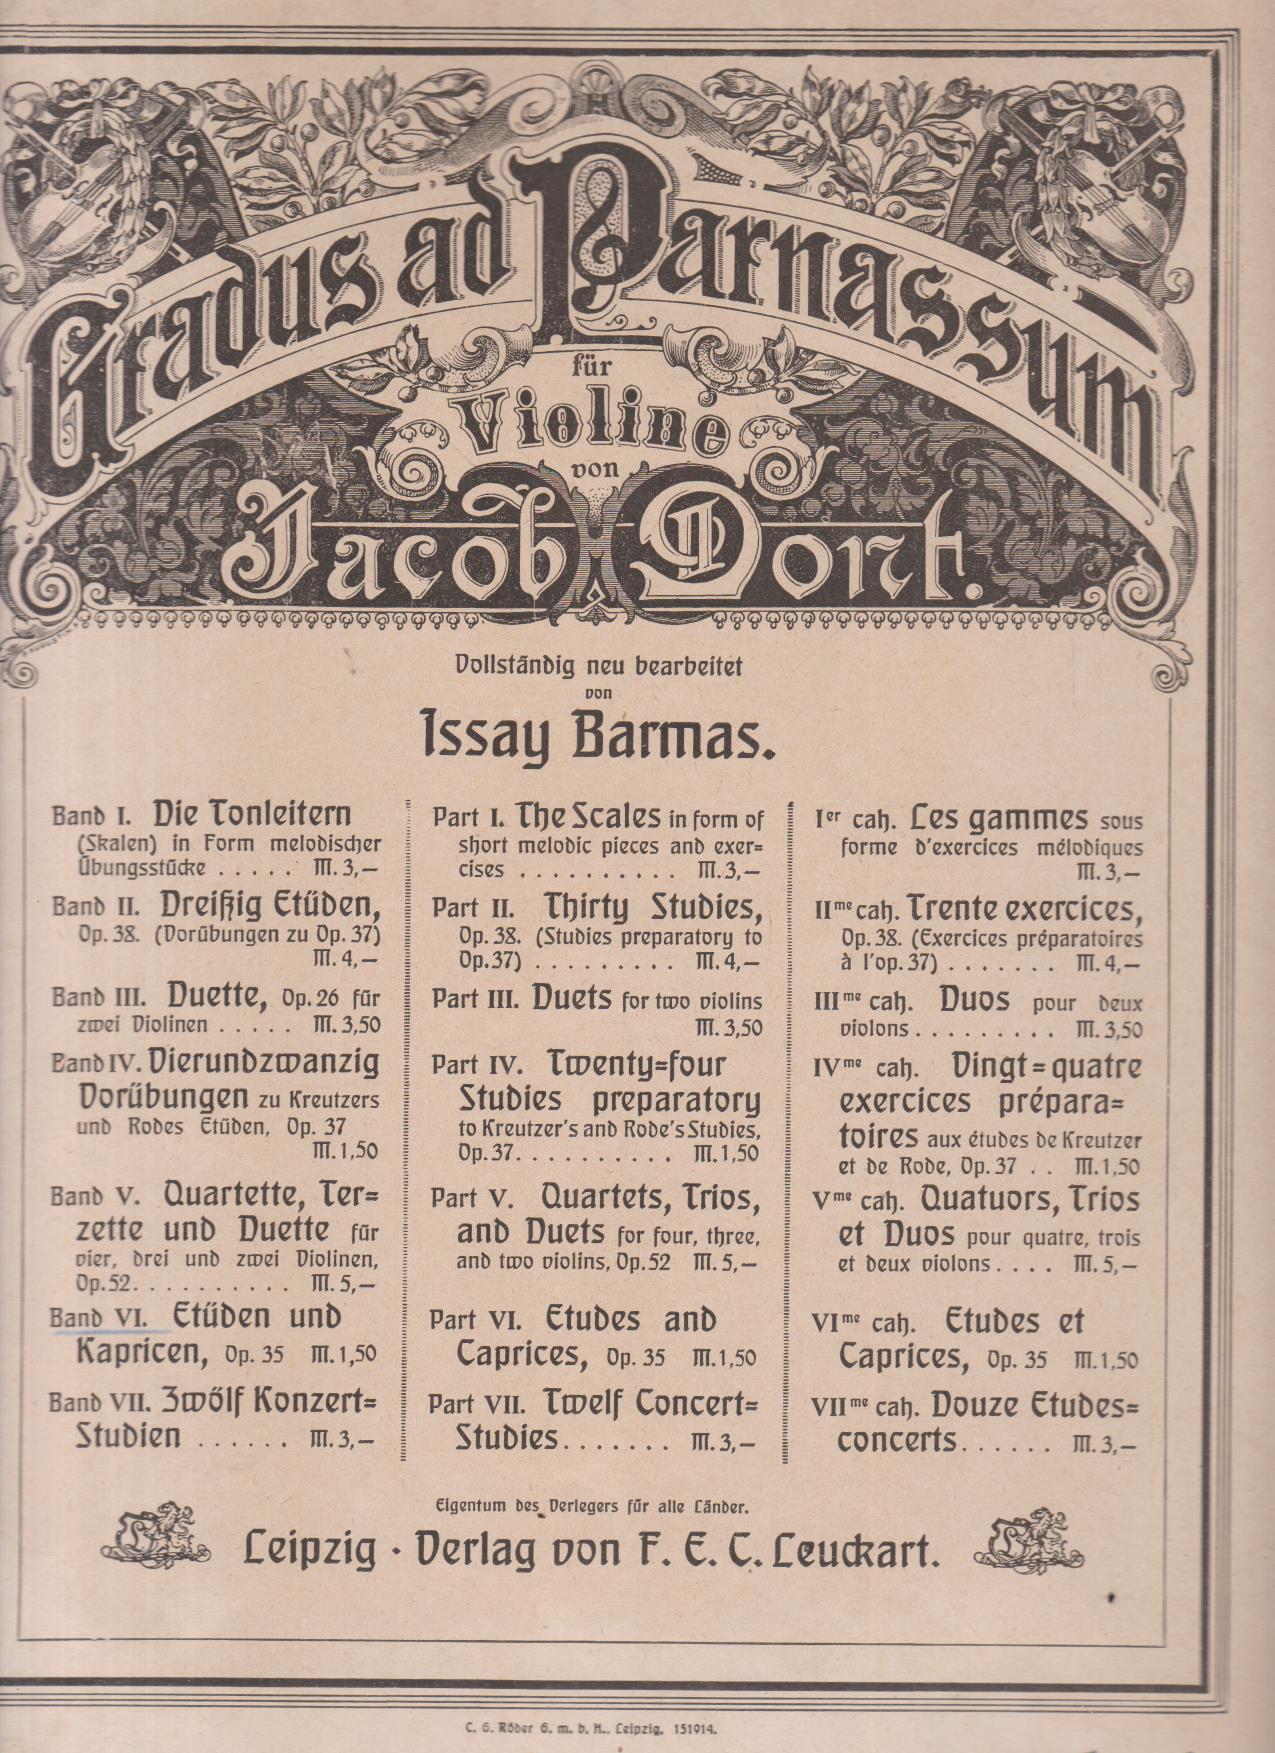 Gradus ad Parnassum
für
Violine
von
Jacob Dont.
Vollständig neu bearbeitet
von
Issay Barmas.
Band I. Die Tonleitern
(Skalen) in Form melodischer
Übungsstücke . . . . . M. 3,—
Band II. Dreißig Etüden,
Op. 38. (Vorübungen zu Op. 37)
M. 4,—
Band III. Duette, Op. 26 für
zwei Violinen . . . . . M. 3,50
Band IV. Vierundzwanzig
Vorübungen zu Kreutzers
und Rodes Etüden, Op. 37
M. 1,50
Band V. Quartette, Ter=
zette und Duette für
vier, drei und zwei Violinen,
Op. 52. . . . . . . . . . . M. 5,—
Band VI. Etüden und
Kapricen, Op. 35 M. 1,50
Band VII. Zwölf Konzert=
Studien . . . . . . M. 3,—
Part I. The Scales in form of
short melodic pieces and exer=
cises . . . . . . . . . . M. 3,—
Part II. Thirty Studies,
Op. 38. (Studies preparatory to
Op. 37) . . . . . . . . . M. 4,—
Part III. Duets for two violins
M. 3,50
Part IV. Twenty=four
Studies preparatory
to Kreutzer's and Rode's Studies,
Op. 37. . . . . . . . . . . M. 1,50
Part V. Quartets, Trios,
and Duets for four, three,
and two violins, Op. 52 M. 5,—
Part VI. Etudes and
Caprices, Op. 35 M. 1,50
Part VII. Twelf Concert=
Studies. . . . . . . M. 3,—
Ier cah. Les gammes sous
forme d'exercices mélodiques
M. 3,—
IIme cah. Trente exercices,
Op. 38. (Exercices préparatoires
à l'op. 37) . . . . . . . M. 4,—
IIIme cah. Duos pour deux
violons. . . . . . . . . M. 3,50
IVme cah. Vingt=quatre
exercices prépara=
toires aux études de Kreutzer
et de Rode, Op. 37 . . M. 1,50
Vme cah. Quatuors, Trios
et Duos pour quatre, trois
et deux violons. . . . M. 5,—
VIme cah. Etudes et
Caprices, Op. 35 M. 1,50
VIIme cah. Douze Etudes=
concerts. . . . . . M. 3,—
Eigentum des Verlegers für alle Länder.
Leipzig · Verlag von F. E. C. Leuckart.
C. G. Röder G. m. b. H., Leipzig. 151914.